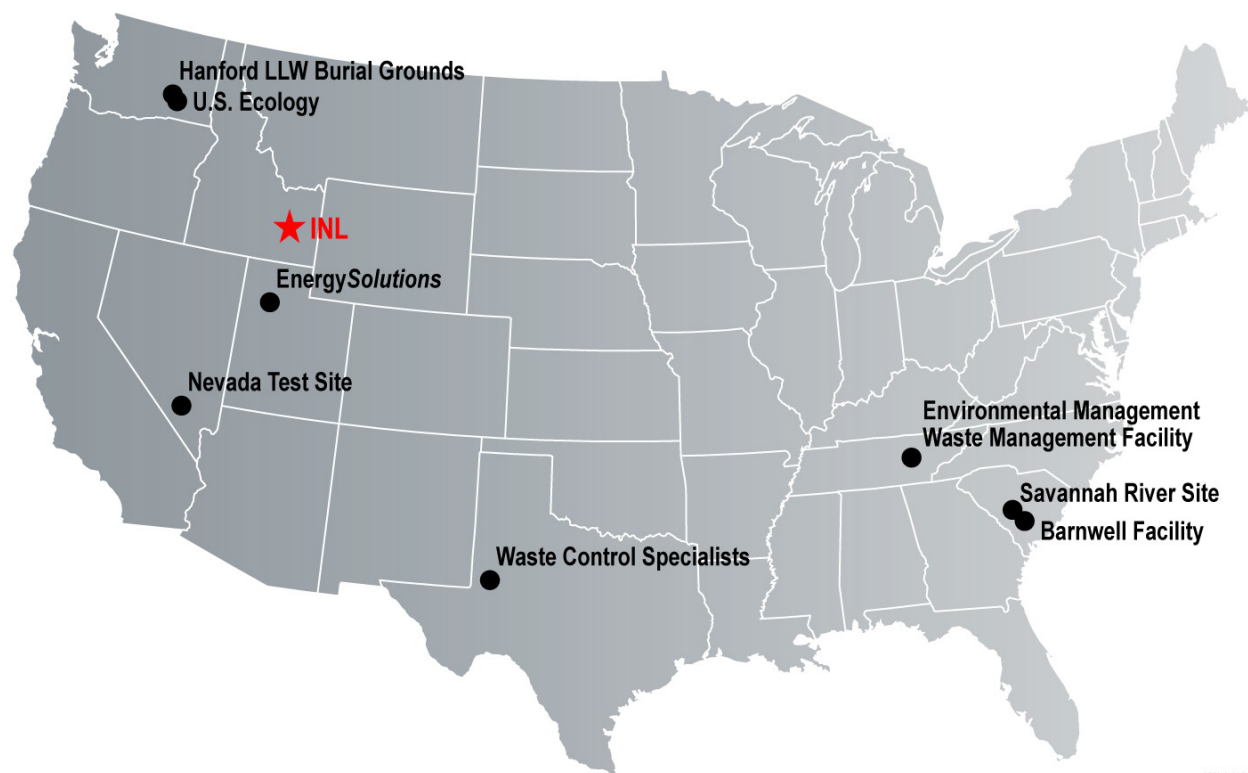 Hanford LLW Burial Grounds
U.S. Ecology
INL
EnergySolutions
Nevada Test Site
Environmental Management
Waste Management Facility
Savannah River Site
Barnwell Facility
Waste Control Specialists